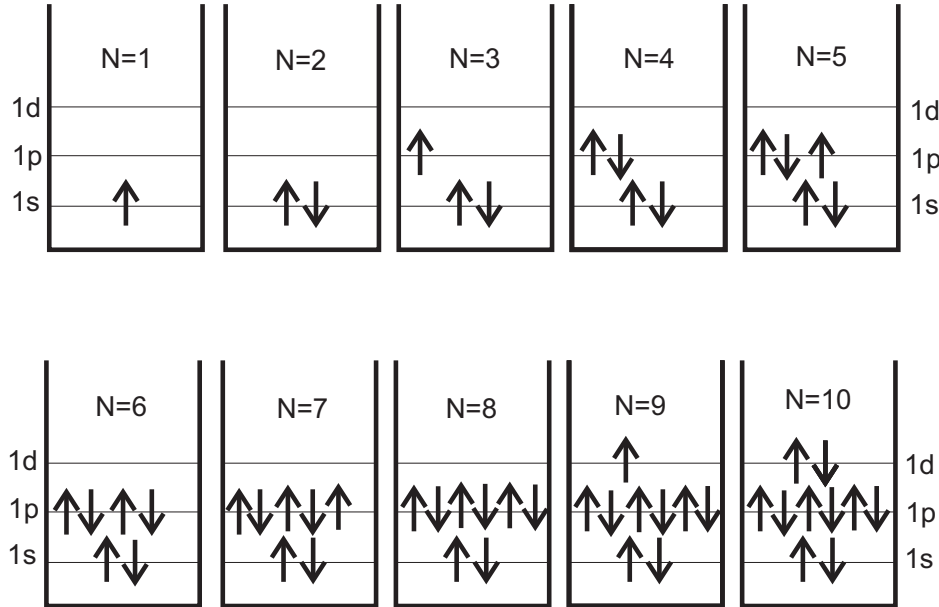 N=1 N=2 N=3 N=4 N=5
1d 1d
1p 1p
1s 1s
N=6 N=7 N=8 N=9 N=10
1d 1d
1p 1p
1s 1s